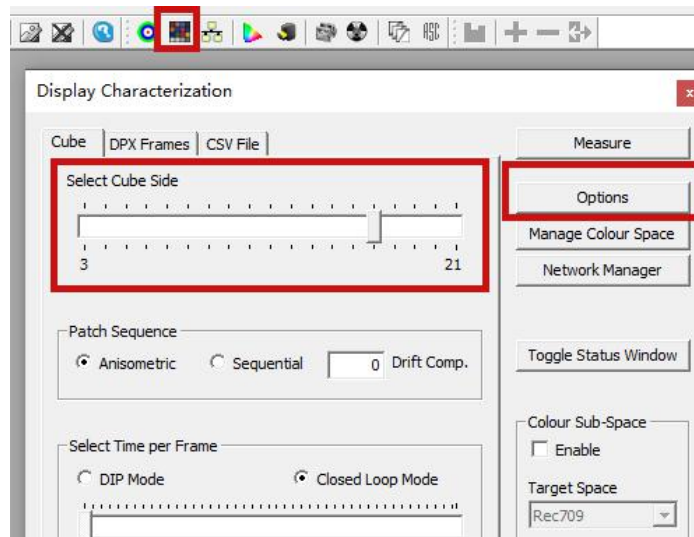 Display Characterization
x
Cube
DPX Frames
CSV File
Select Cube Side
3
21
Patch Sequence
Anisometric
Sequential
0
Drift Comp.
Select Time per Frame
DIP Mode
Closed Loop Mode
Measure
Options
Manage Colour Space
Network Manager
Toggle Status Window
Colour Sub-Space
Enable
Target Space
Rec709